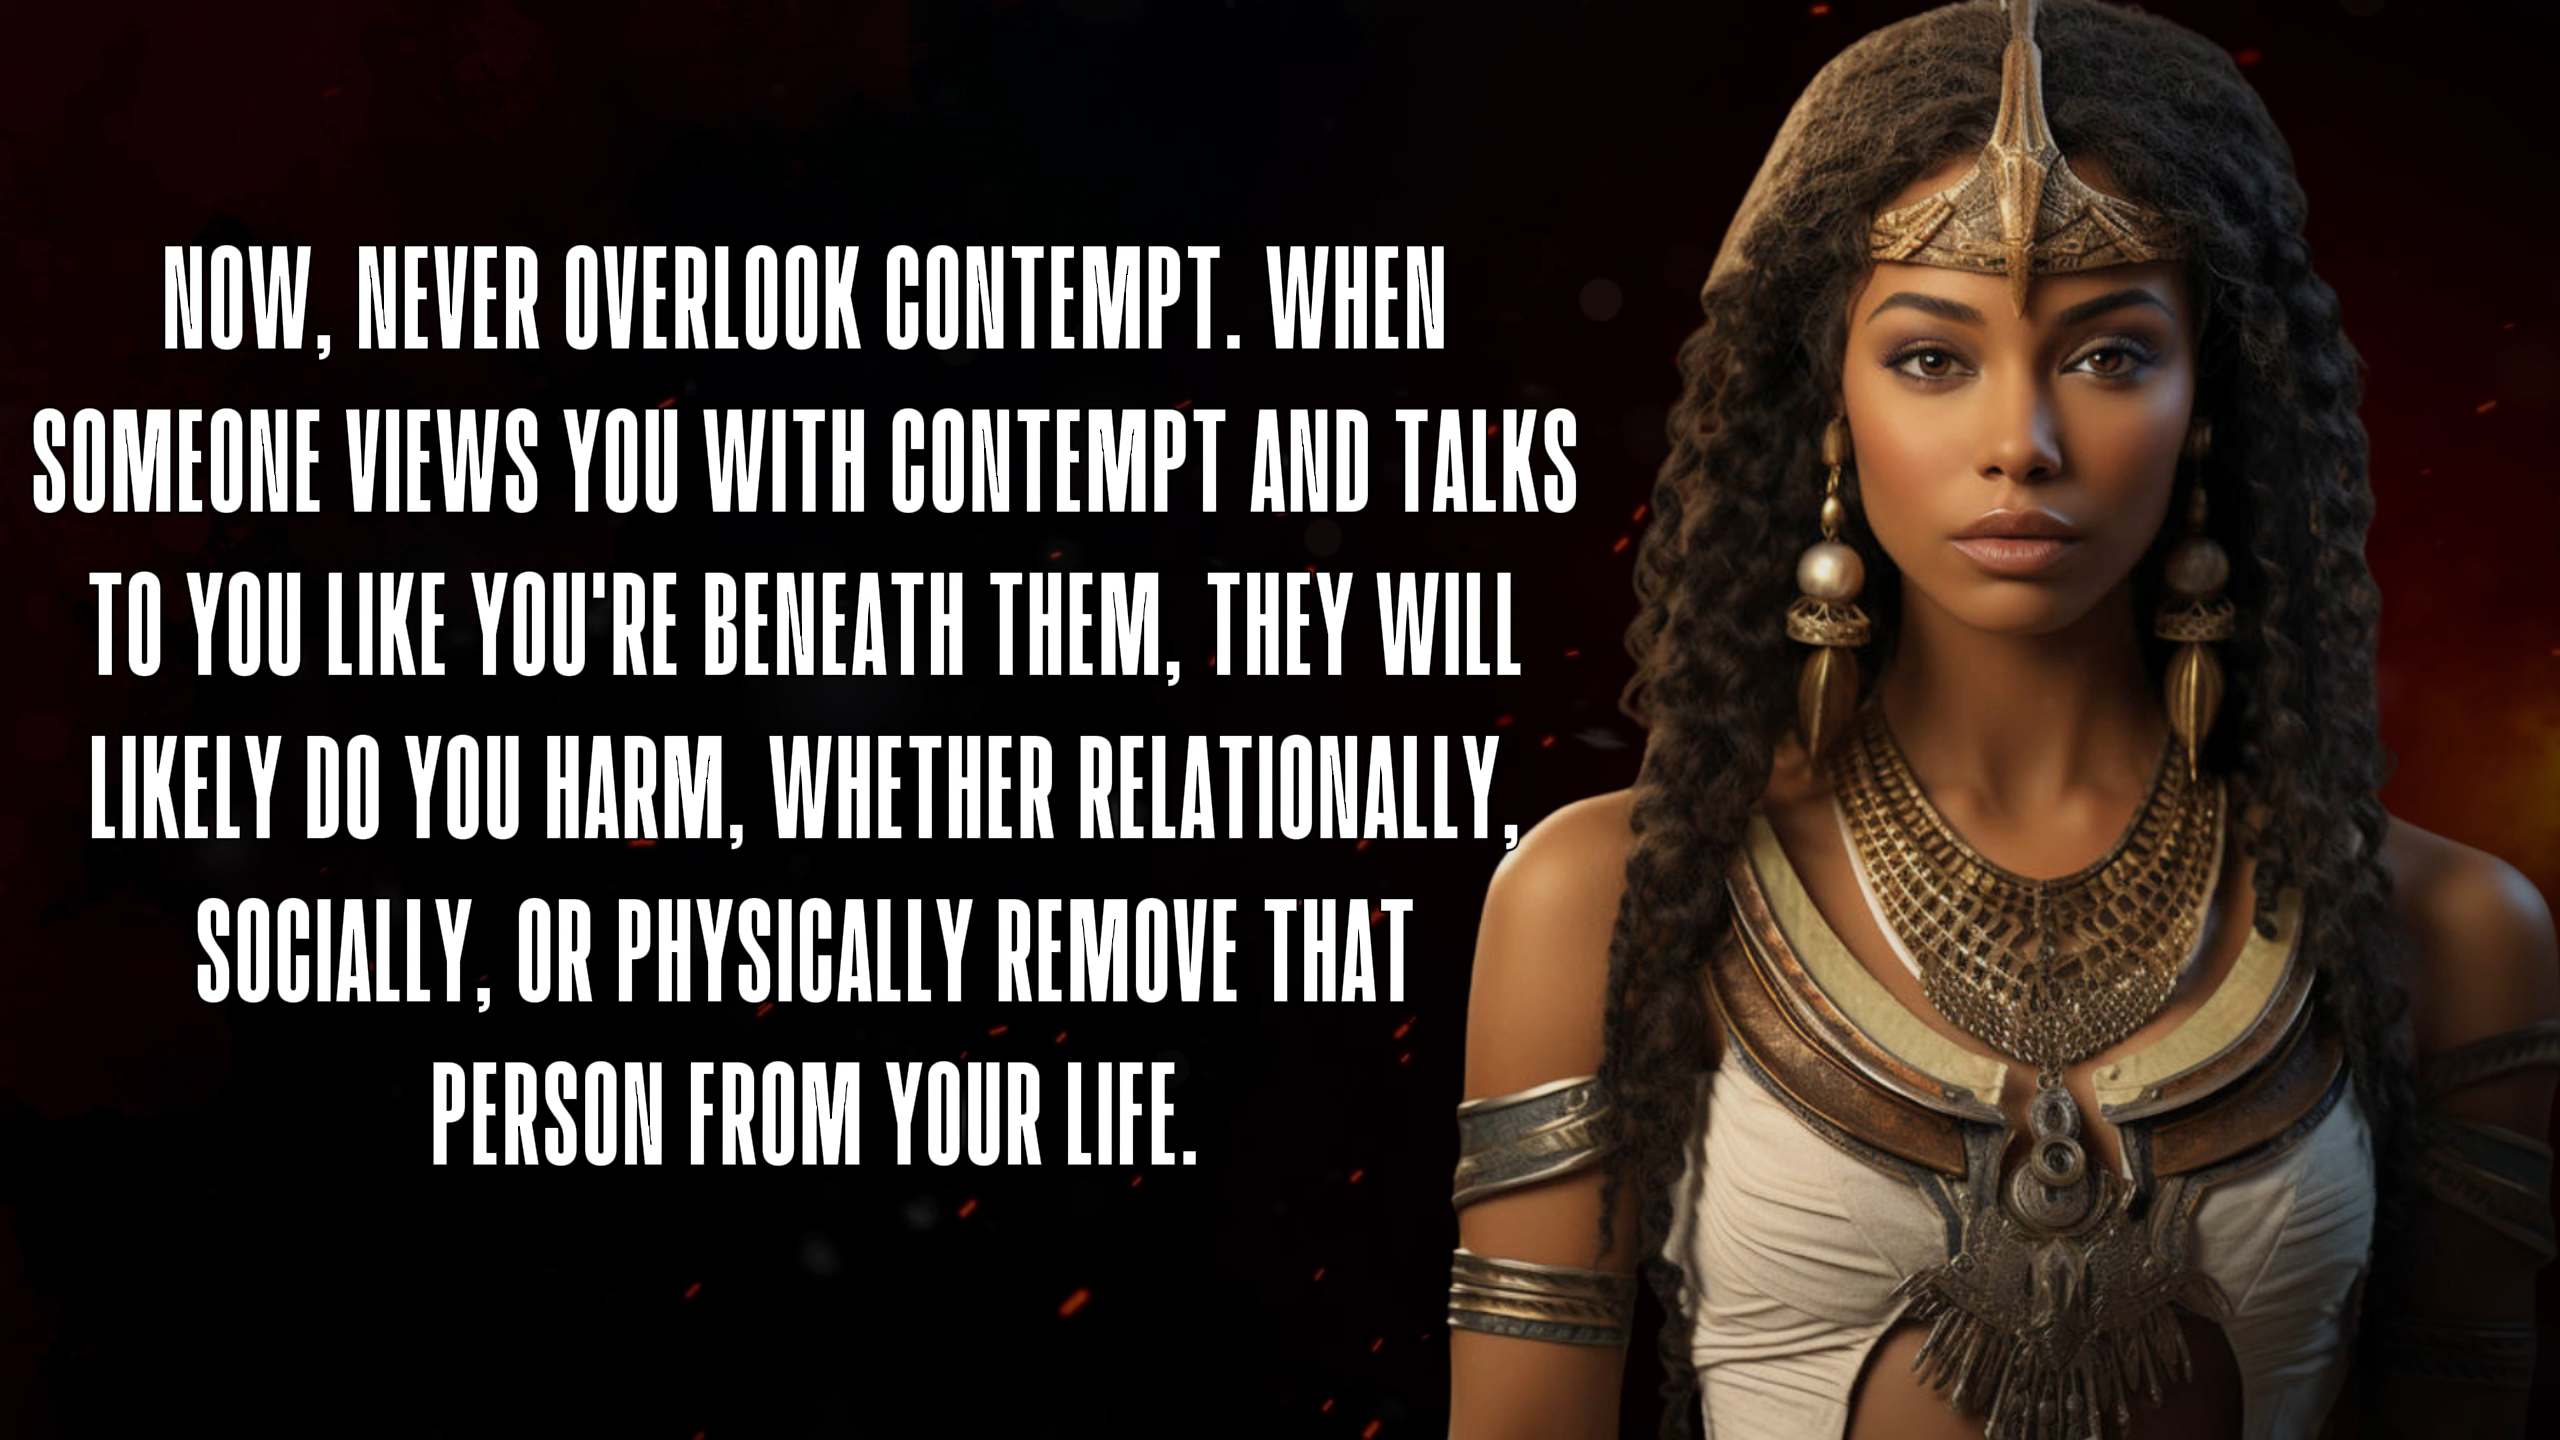 NOW, NEVER OVERLOOK CONTEMPT. WHEN
SOMEONE VIEWS YOU WITH CONTEMPT AND TALKS
TO YOU LIKE YOU'RE BENEATH THEM, THEY WILL
LIKELY DO YOU HARM, WHETHER RELATIONALLY,
SOCIALLY, OR PHYSICALLY REMOVE THAT
PERSON FROM YOUR LIFE.